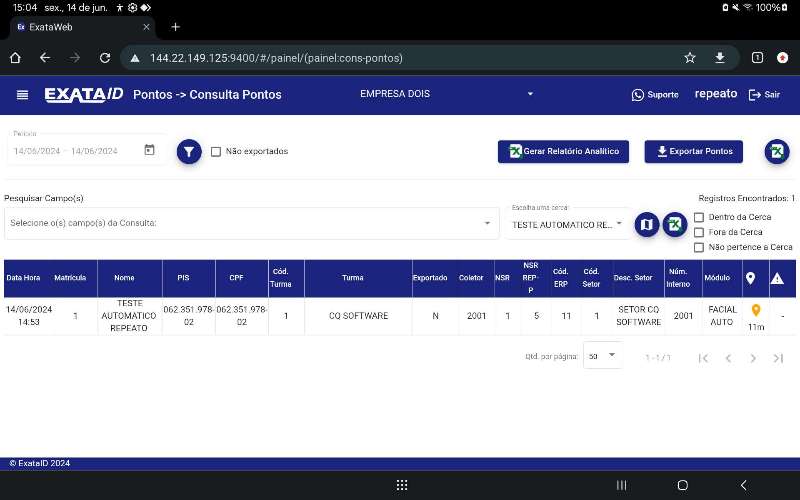 15:04 sex., 14 de jun. 100%
Ex ExataWeb
144.22.149.125:9400/#/painel/(painel:cons-pontos)
1
EXATA ID Pontos -> Consulta Pontos EMPRESA DOIS Suporte repeato Sair
Período
14/06/2024 – 14/06/2024 Não exportados Gerar Relatório Analítico Exportar Pontos
Pesquisar Campo(s) Registros Encontrados: 1
Selecione o(s) campo(s) da Consulta:
Escolha uma cerca:
TESTE AUTOMATICO RE...
Dentro da Cerca
Fora da Cerca
Não pertence a Cerca
Data Hora Matrícula Nome PIS CPF Cód. Turma Turma Exportado Coletor NSR NSR REP-P Cód. ERP Cód. Setor Desc. Setor Núm. Interno Módulo
14/06/2024 14:53 1 TESTE AUTOMATICO REPEATO 062.351.978-02 062.351.978-02 1 CQ SOFTWARE N 2001 1 5 11 1 SETOR CQ SOFTWARE 2001 FACIAL AUTO 11m -
Qtd. por página: 50 1 - 1 / 1
© ExataID 2024